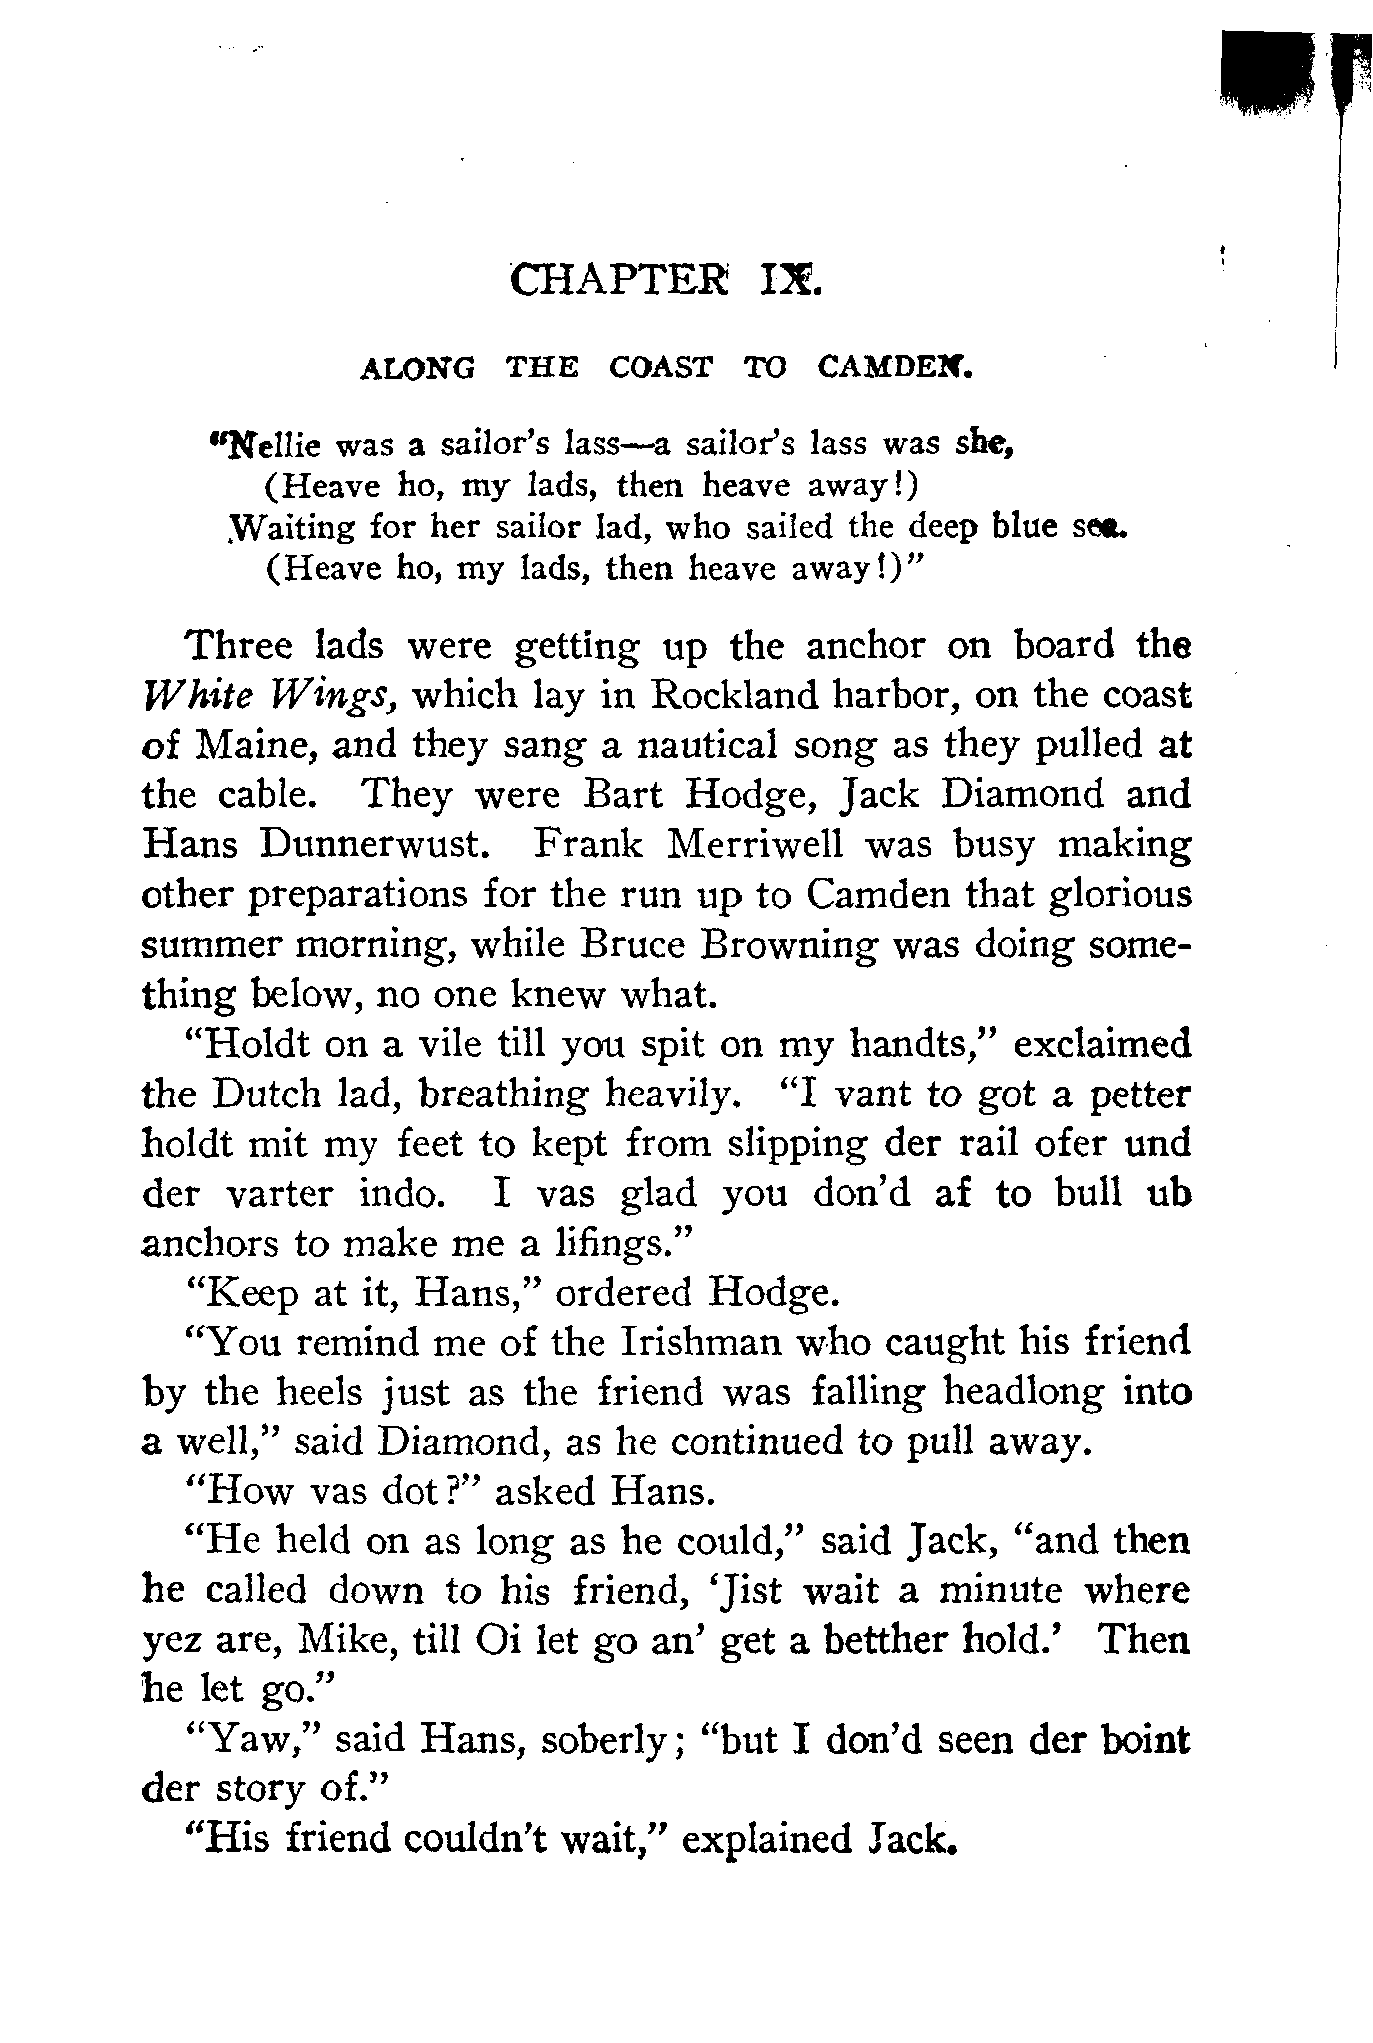 CHAPTER IX.
ALONG THE COAST TO CAMDEN.
"Nellie was a sailor's lass—a sailor's lass was she,
(Heave ho, my lads, then heave away!)
Waiting for her sailor lad, who sailed the deep blue sea.
(Heave ho, my lads, then heave away!)"
Three lads were getting up the anchor on board the
White Wings, which lay in Rockland harbor, on the coast
of Maine, and they sang a nautical song as they pulled at
the cable. They were Bart Hodge, Jack Diamond and
Hans Dunnerwust. Frank Merriwell was busy making
other preparations for the run up to Camden that glorious
summer morning, while Bruce Browning was doing some-
thing below, no one knew what.
"Holdt on a vile till you spit on my handts," exclaimed
the Dutch lad, breathing heavily. "I vant to got a petter
holdt mit my feet to kept from slipping der rail ofer und
der varter indo. I vas glad you don'd af to bull ub
anchors to make me a lifings."
"Keep at it, Hans," ordered Hodge.
"You remind me of the Irishman who caught his friend
by the heels just as the friend was falling headlong into
a well," said Diamond, as he continued to pull away.
"How vas dot?" asked Hans.
"He held on as long as he could," said Jack, "and then
he called down to his friend, 'Jist wait a minute where
yez are, Mike, till Oi let go an' get a betther hold.' Then
he let go."
"Yaw," said Hans, soberly; "but I don'd seen der boint
der story of."
"His friend couldn't wait," explained Jack.